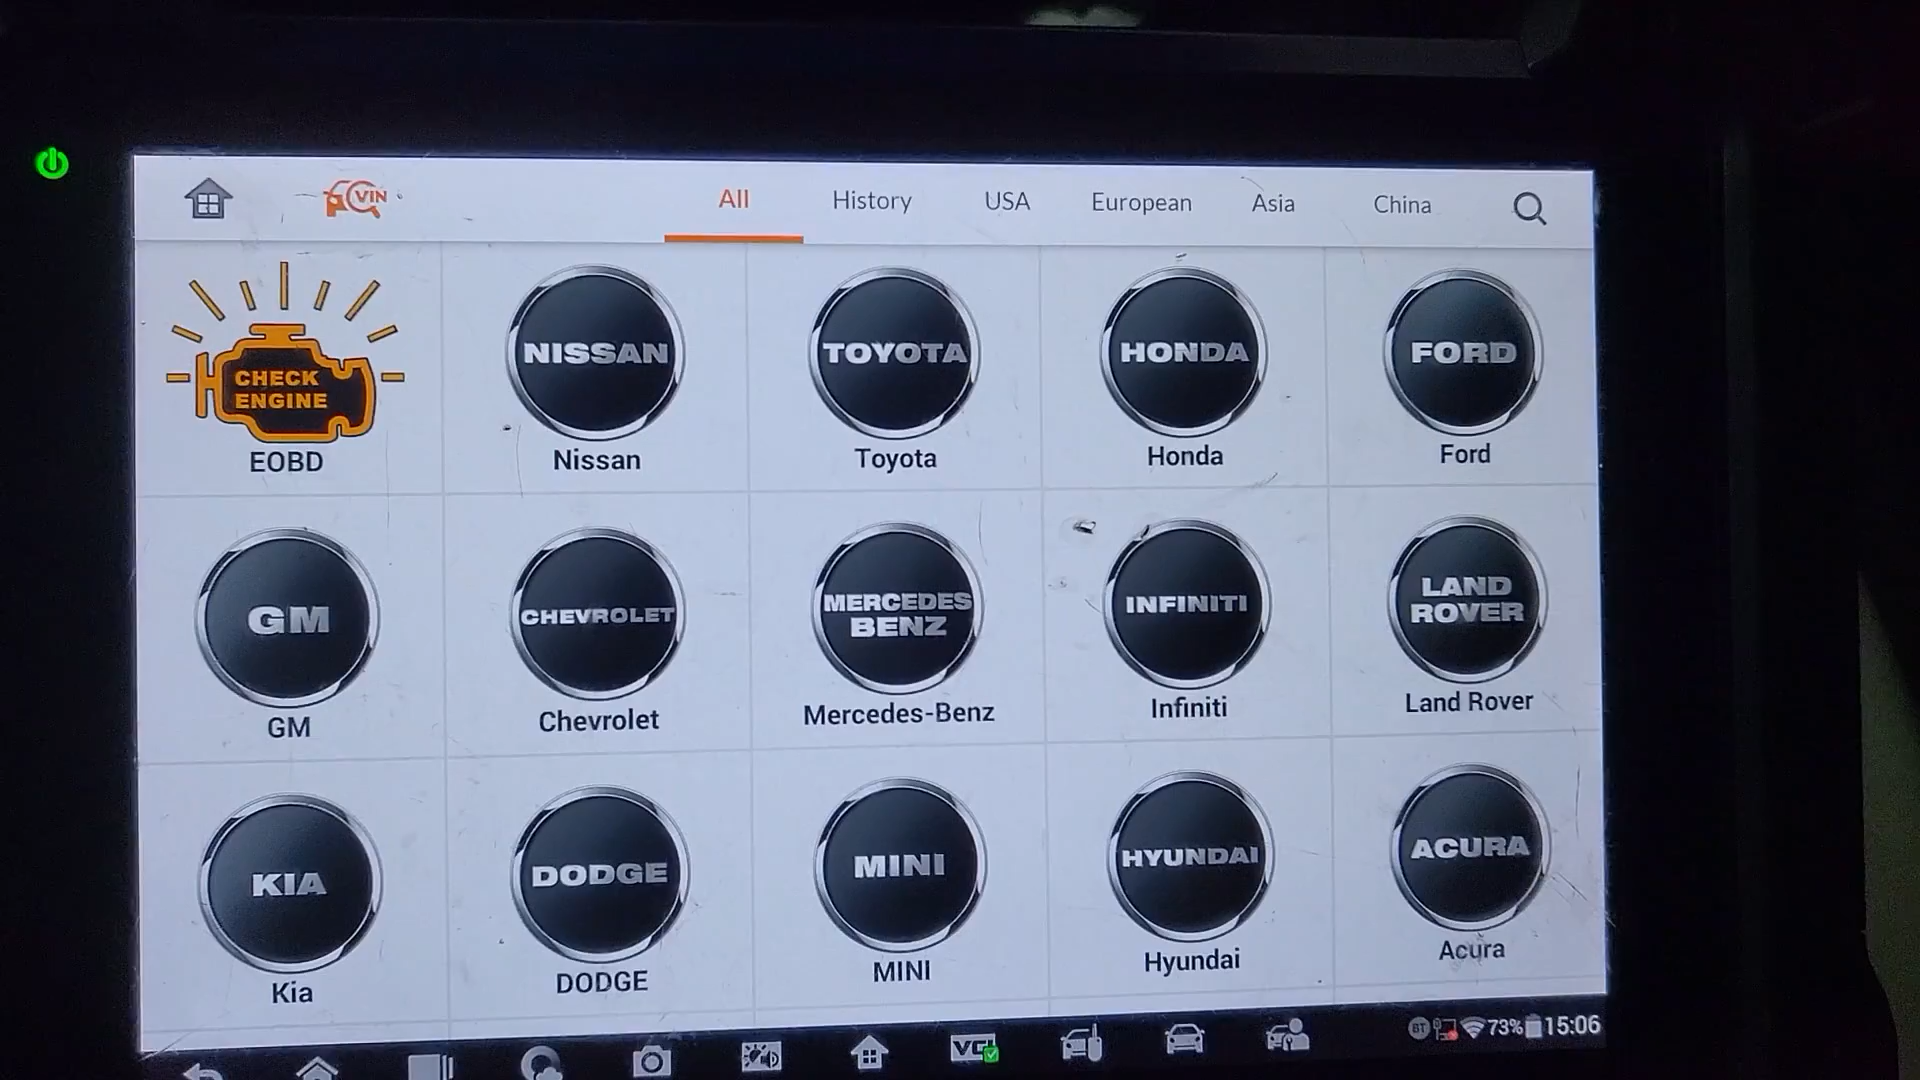 VIN
All
History
USA
European
Asia
China
CHECK
ENGINE
EOBD
NISSAN
Nissan
TOYOTA
Toyota
HONDA
Honda
FORD
Ford
GM
GM
CHEVROLET
Chevrolet
MERCEDES
BENZ
Mercedes-Benz
INFINITI
Infiniti
LAND
ROVER
Land Rover
KIA
Kia
DODGE
DODGE
MINI
MINI
HYUNDAI
Hyundai
ACURA
Acura
VCI
BT
73%
15:06